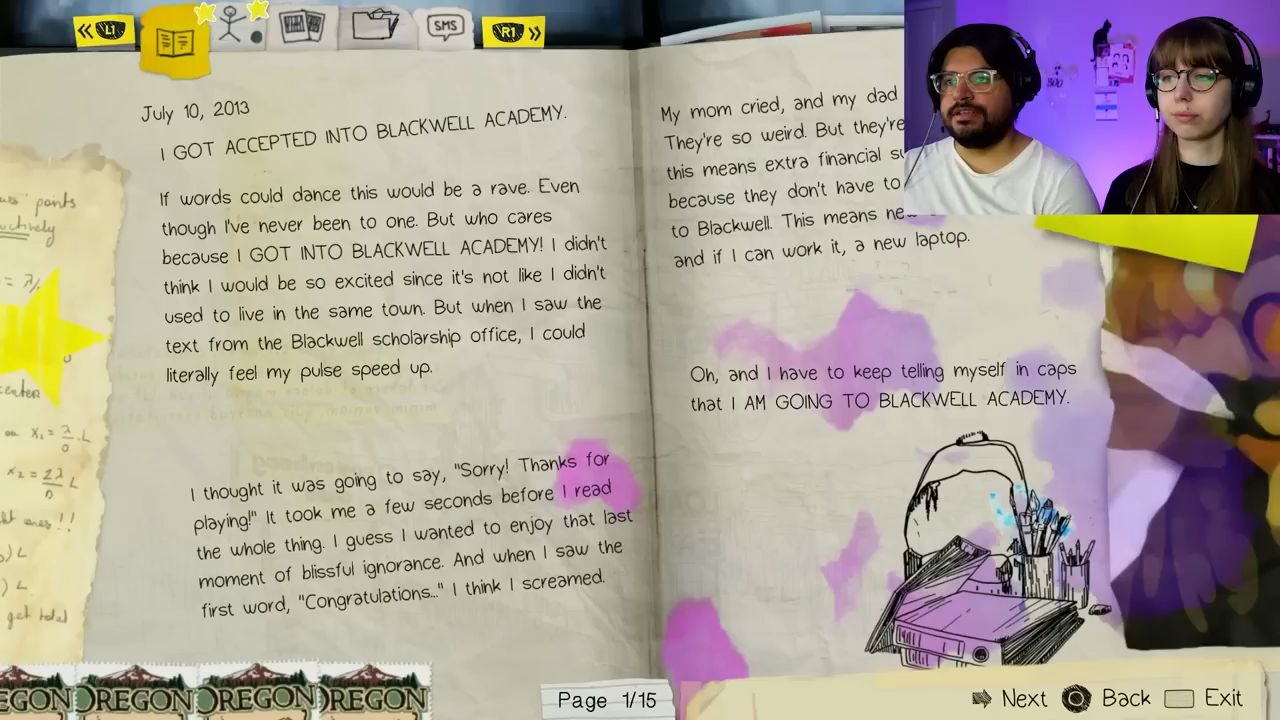 L1
SMS
R1
July 10, 2013
I GOT ACCEPTED INTO BLACKWELL ACADEMY.
If words could dance this would be a rave. Even
though I've never been to one. But who cares
because I GOT INTO BLACKWELL ACADEMY! I didn't
think I would be so excited since it's not like I didn't
used to live in the same town. But when I saw the
text from the Blackwell scholarship office, I could
literally feel my pulse speed up.
I thought it was going to say, "Sorry! Thanks for
playing!" It took me a few seconds before I read
the whole thing. I guess I wanted to enjoy that last
moment of blissful ignorance. And when I saw the
first word, "Congratulations..." I think I screamed.
My mom cried, and my dad
They're so weird. But they're
this means extra financial
because they don't have to
to Blackwell. This means
and if I can work it, a new laptop.
Oh, and I have to keep telling myself in caps
that I AM GOING TO BLACKWELL ACADEMY.
points
get total
EGON OREGON OREGON OREGON
Page 1/15
Next Back Exit